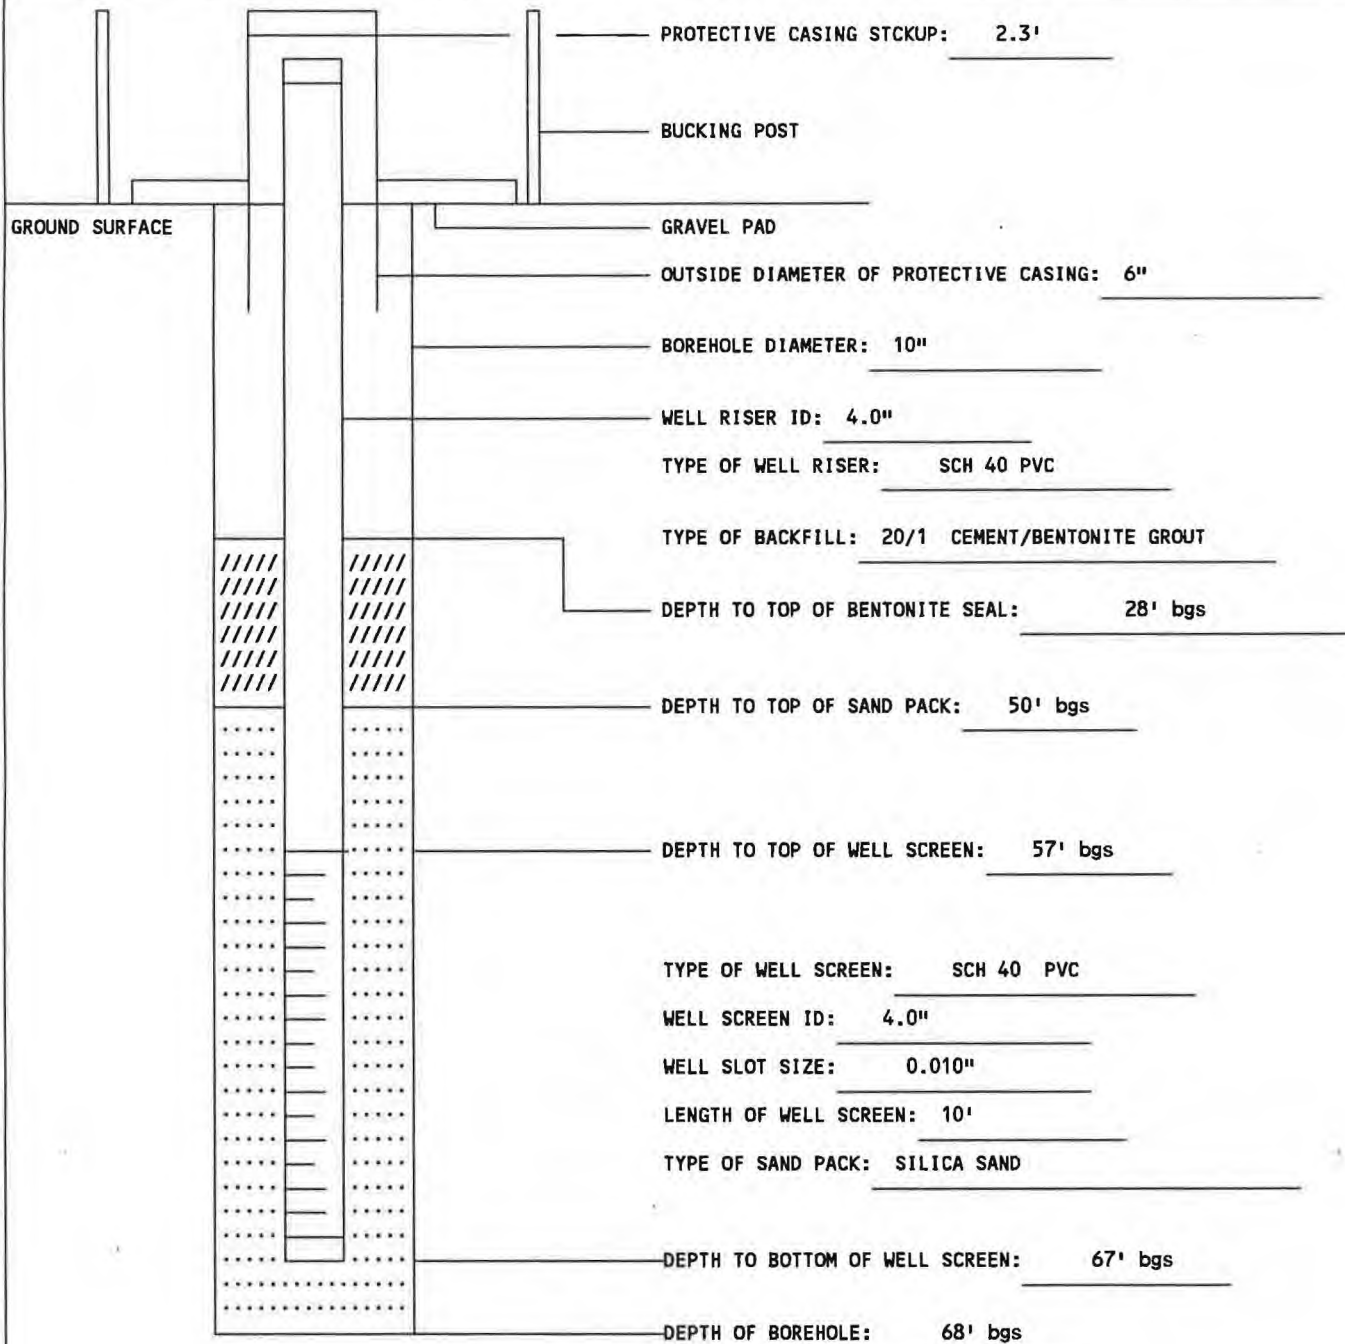 PROTECTIVE CASING STCKUP: 2.3'
BUCKING POST
GROUND SURFACE
GRAVEL PAD
OUTSIDE DIAMETER OF PROTECTIVE CASING: 6"
BOREHOLE DIAMETER: 10"
WELL RISER ID: 4.0"
TYPE OF WELL RISER: SCH 40 PVC
TYPE OF BACKFILL: 20/1 CEMENT/BENTONITE GROUT
DEPTH TO TOP OF BENTONITE SEAL: 28' bgs
DEPTH TO TOP OF SAND PACK: 50' bgs
DEPTH TO TOP OF WELL SCREEN: 57' bgs
TYPE OF WELL SCREEN: SCH 40 PVC
WELL SCREEN ID: 4.0"
WELL SLOT SIZE: 0.010"
LENGTH OF WELL SCREEN: 10'
TYPE OF SAND PACK: SILICA SAND
DEPTH TO BOTTOM OF WELL SCREEN: 67' bgs
DEPTH OF BOREHOLE: 68' bgs